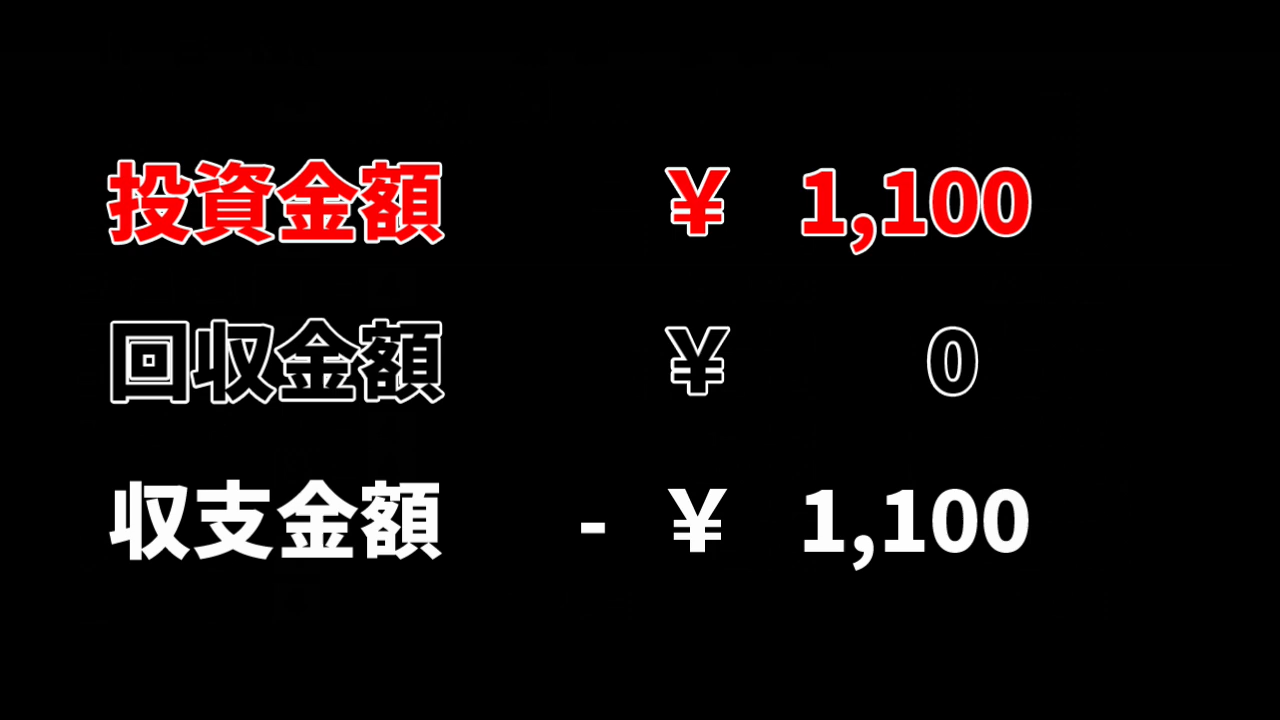 投資金額 ¥ 1,100
回収金額 ¥ 0
収支金額 - ¥ 1,100